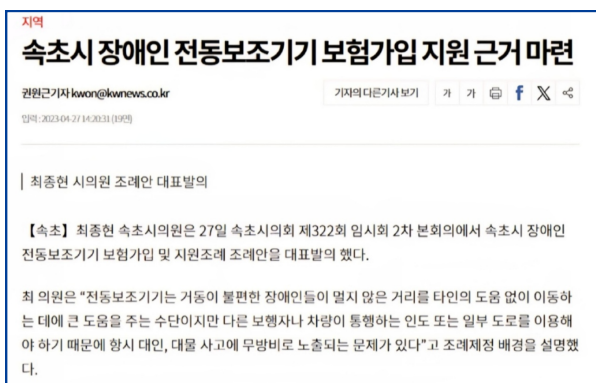 지역
속초시 장애인 전동보조기기 보험가입 지원 근거 마련
권원근기자 kwon@kwnews.co.kr
기자의 다른기사 보기
가 가
입력 : 2023-04-27 14:20:31 (19면)
최종현 시의원 조례안 대표발의
【속초】최종현 속초시의원은 27일 속초시의회 제322회 임시회 2차 본회의에서 속초시 장애인
전동보조기기 보험가입 및 지원조례 조례안을 대표발의 했다.
최 의원은 “전동보조기기는 거동이 불편한 장애인들이 멀지 않은 거리를 타인의 도움 없이 이동하
는 데에 큰 도움을 주는 수단이지만 다른 보행자나 차량이 통행하는 인도 또는 일부 도로를 이용해
야 하기 때문에 항시 대인, 대물 사고에 무방비로 노출되는 문제가 있다”고 조례제정 배경을 설명했
다.